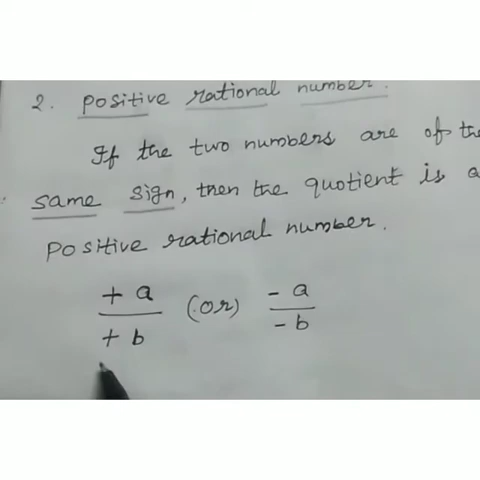 2. positive rational number.
If the two numbers are of the
same sign, then the quotient is a
positive rational number.
+ a / + b (or) - a / - b